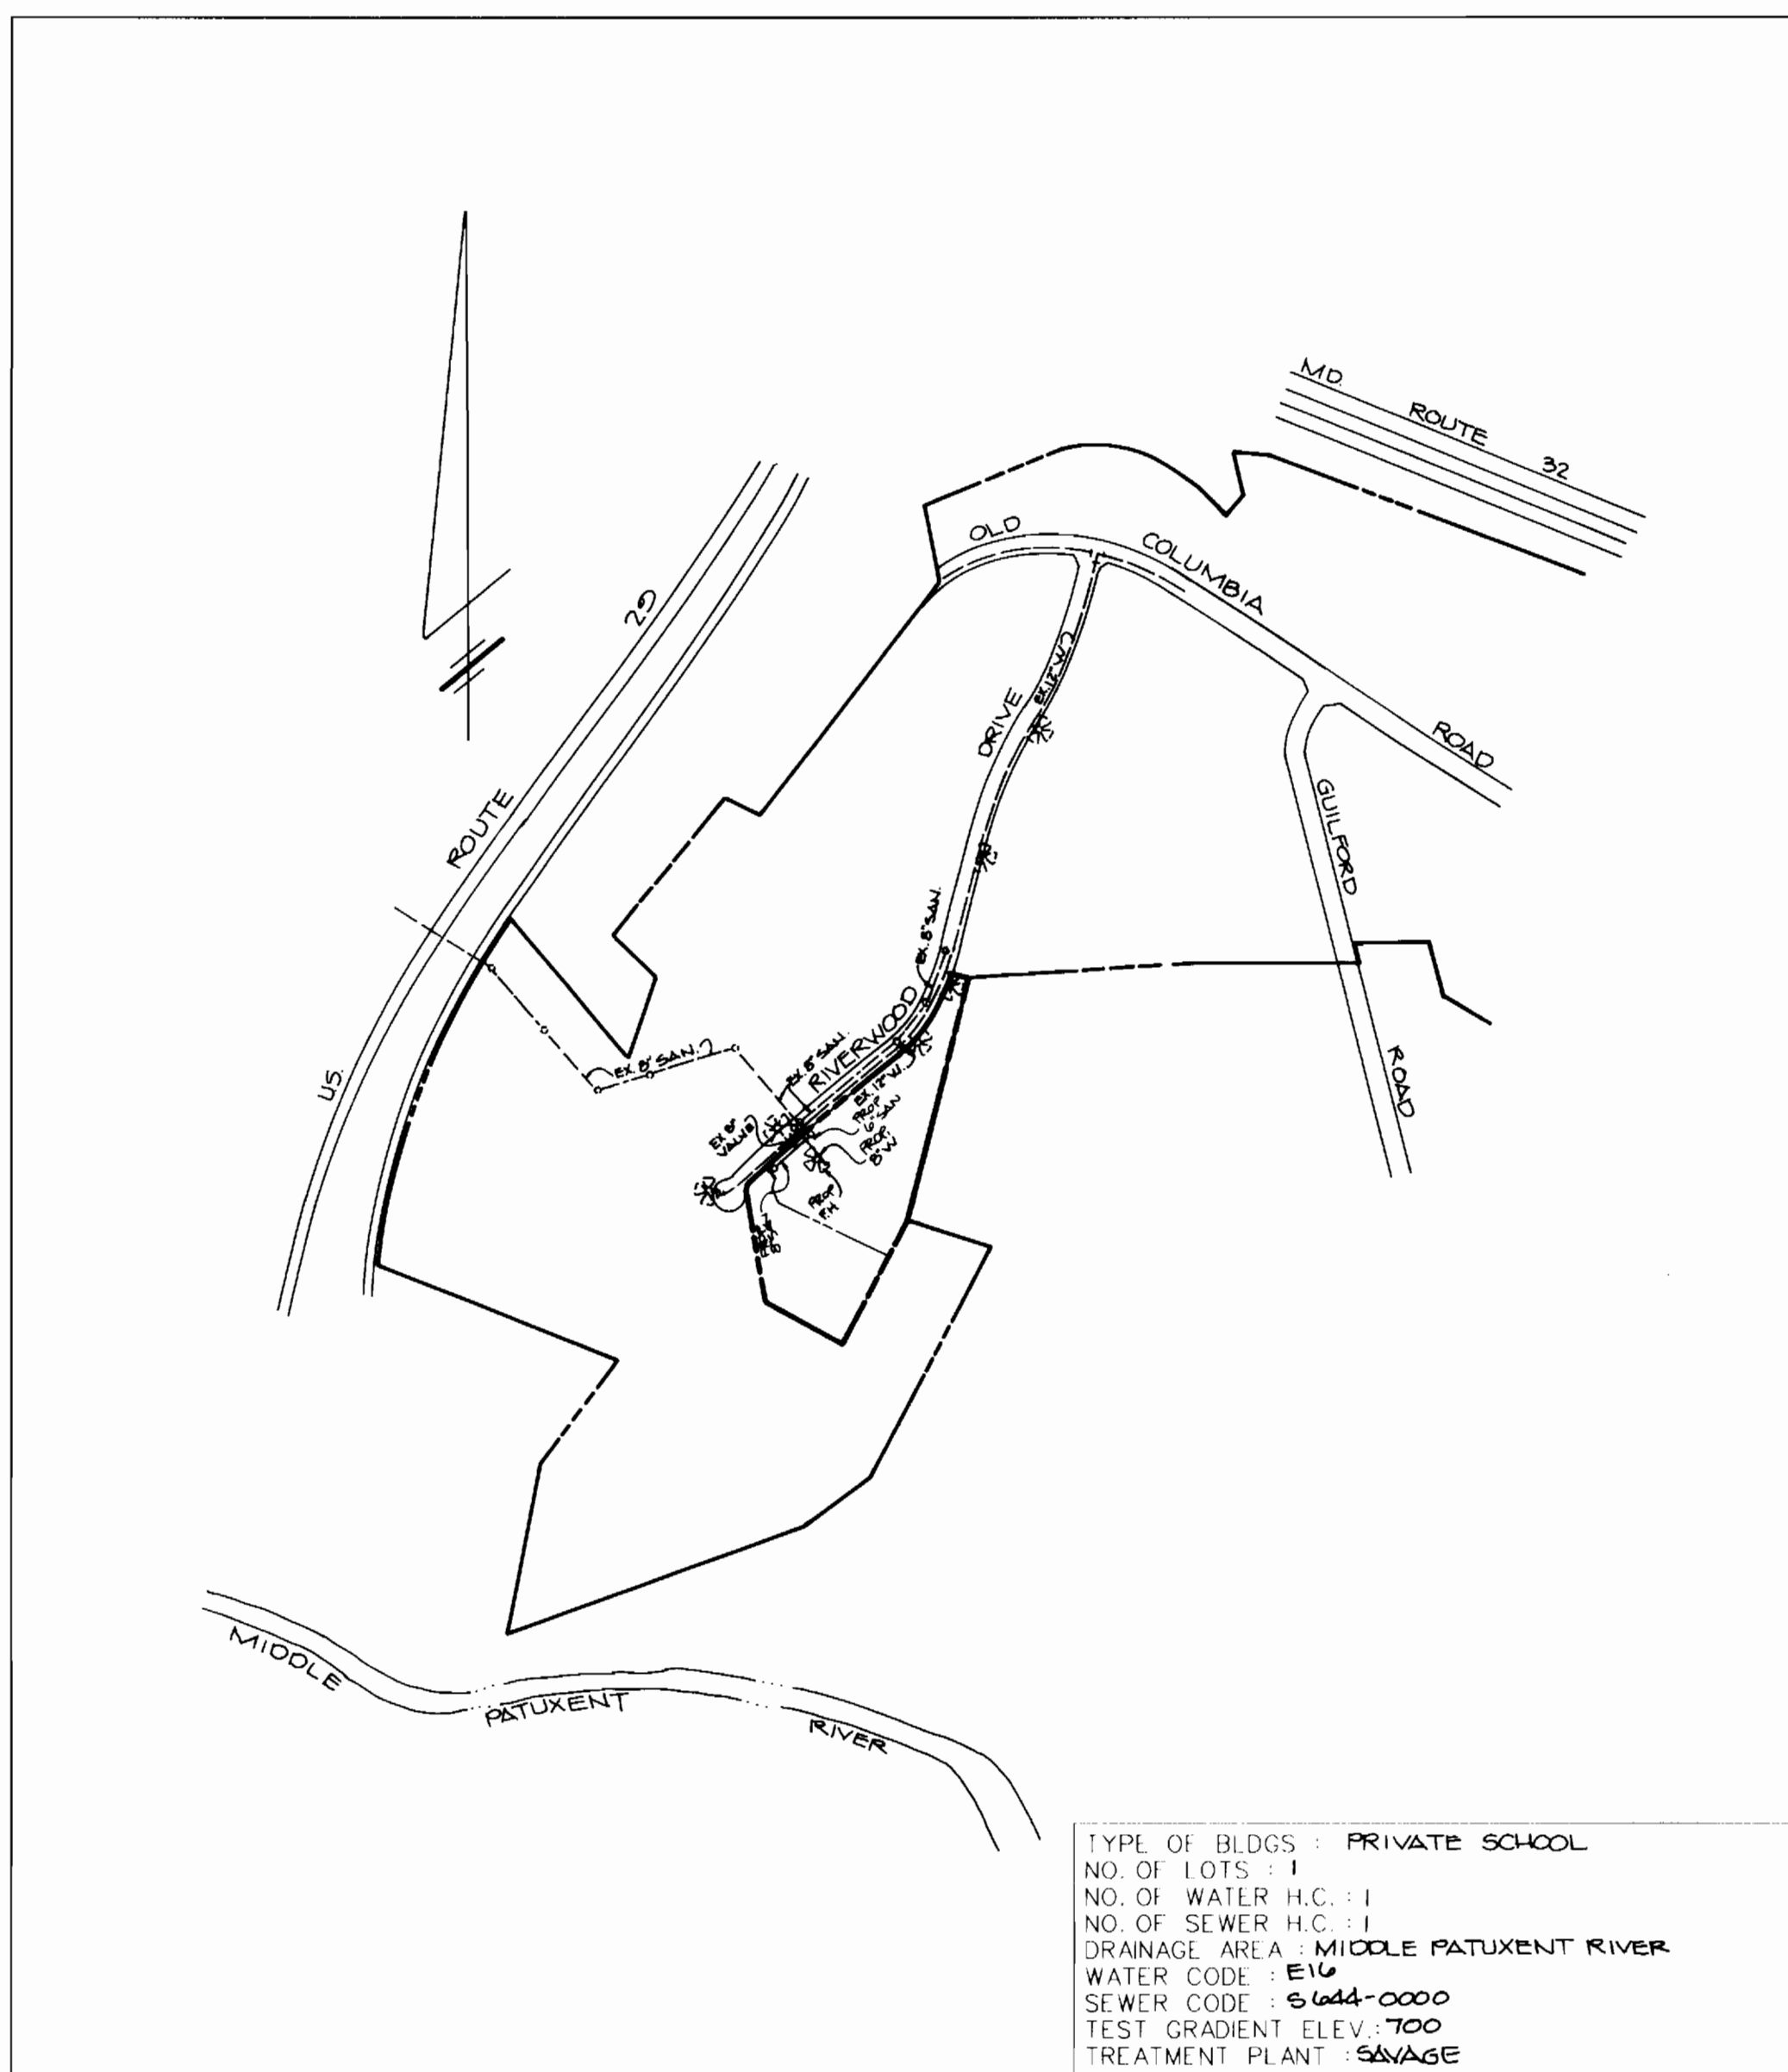 MD. ROUTE 32
OLD COLUMBIA ROAD
29
EX. 12" W.
DRIVE
ROUTE
GUILFORD
EX. 8" SAN.
RIVERWOOD
EX. 8" SAN.
EX. 8" SAN.
EX. 12" W.
ROAD
U.S.
PROP
6" SAN
EX 8"
VALVE
PROP.
8" W
PROP
F.H
MIDDLE PATUXENT RIVER
TYPE OF BLDGS : PRIVATE SCHOOL
NO. OF LOTS : 1
NO. OF WATER H.C. : 1
NO. OF SEWER H.C. : 1
DRAINAGE AREA : MIDDLE PATUXENT RIVER
WATER CODE : E16
SEWER CODE : S644-0000
TEST GRADIENT ELEV.: 700
TREATMENT PLANT : SAVAGE